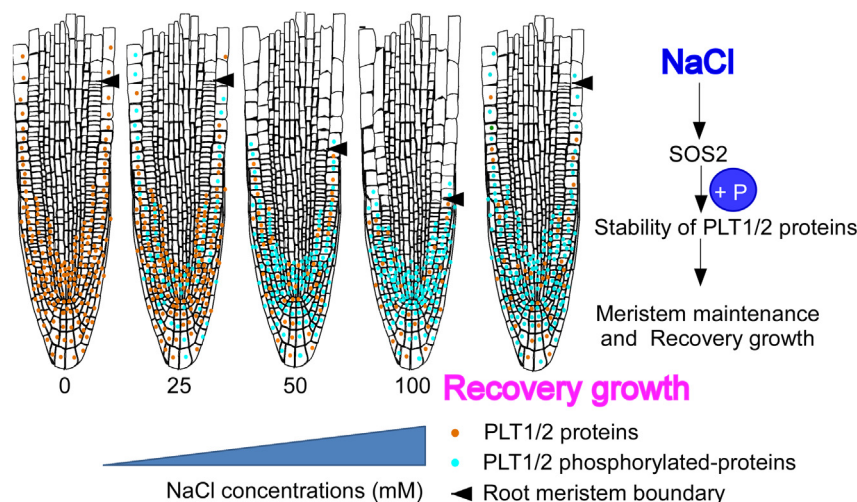 NaCl
SOS2
+ P
Stability of PLT1/2 proteins
Meristem maintenance
and Recovery growth
0 25 50 100 Recovery growth
PLT1/2 proteins
PLT1/2 phosphorylated-proteins
NaCl concentrations (mM)
Root meristem boundary